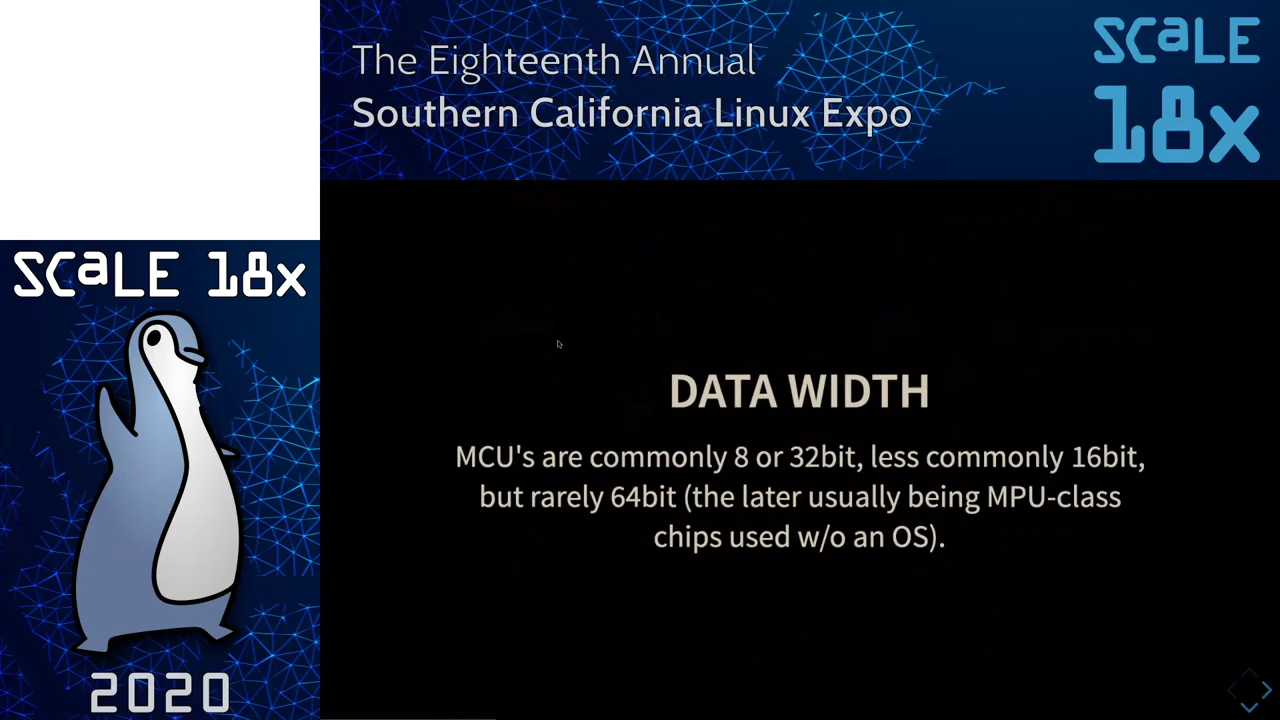 The Eighteenth Annual
Southern California Linux Expo
SCaLE
18x
SCaLE 18x
2020
DATA WIDTH
MCU's are commonly 8 or 32bit, less commonly 16bit,
but rarely 64bit (the later usually being MPU-class
chips used w/o an OS).